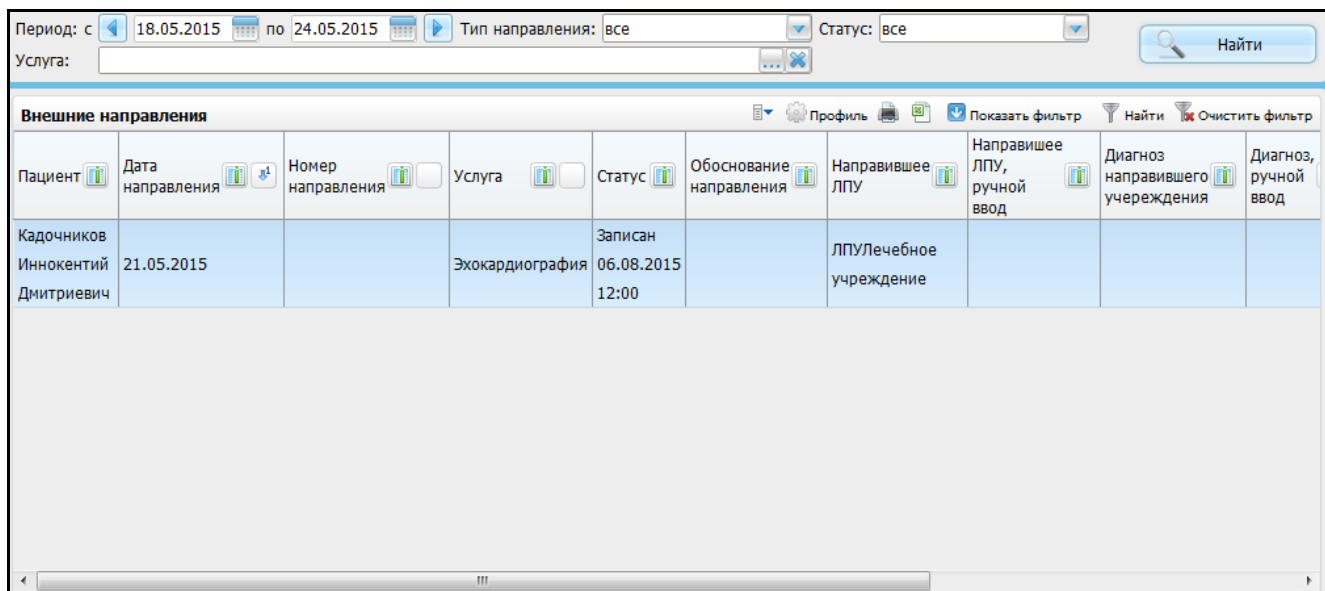 Период: с 18.05.2015 по 24.05.2015 Тип направления: все Статус: все
Найти
Услуга: ...
Внешние направления Профиль Показать фильтр Найти Очистить фильтр
Пациент
Дата
направления 1
Номер
направления
Услуга
Статус
Обоснование
направления
Направившее
ЛПУ
Направишее
ЛПУ,
ручной
ввод
Диагноз
направившего
учереждения
Диагноз,
ручной
ввод
Кадочников
Иннокентий
Дмитриевич
21.05.2015
Эхокардиография
Записан
06.08.2015
12:00
ЛПУЛечебное
учреждение